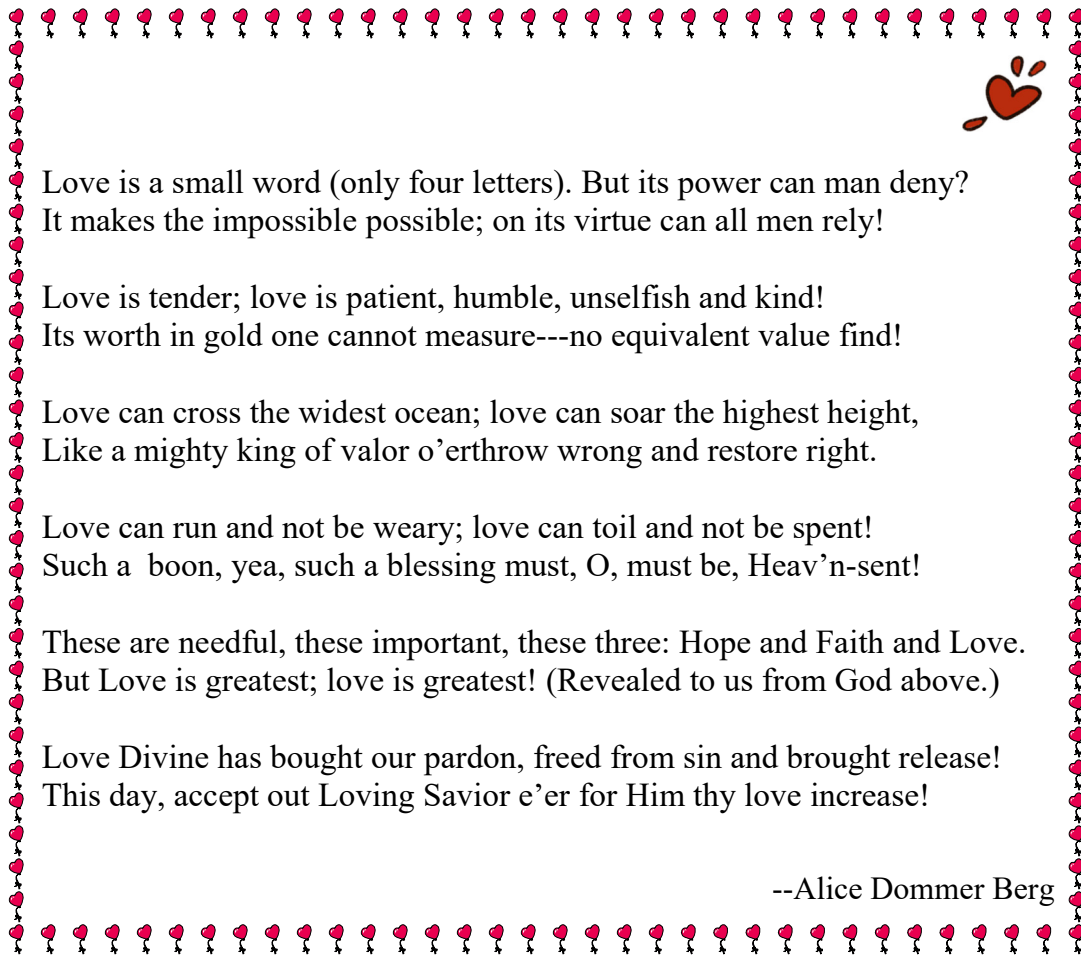 Love is a small word (only four letters). But its power can man deny?
It makes the impossible possible; on its virtue can all men rely!
Love is tender; love is patient, humble, unselfish and kind!
Its worth in gold one cannot measure---no equivalent value find!
Love can cross the widest ocean; love can soar the highest height,
Like a mighty king of valor o’erthrow wrong and restore right.
Love can run and not be weary; love can toil and not be spent!
Such a  boon, yea, such a blessing must, O, must be, Heav’n-sent!
These are needful, these important, these three: Hope and Faith and Love.
But Love is greatest; love is greatest! (Revealed to us from God above.)
Love Divine has bought our pardon, freed from sin and brought release!
This day, accept out Loving Savior e’er for Him thy love increase!
--Alice Dommer Berg